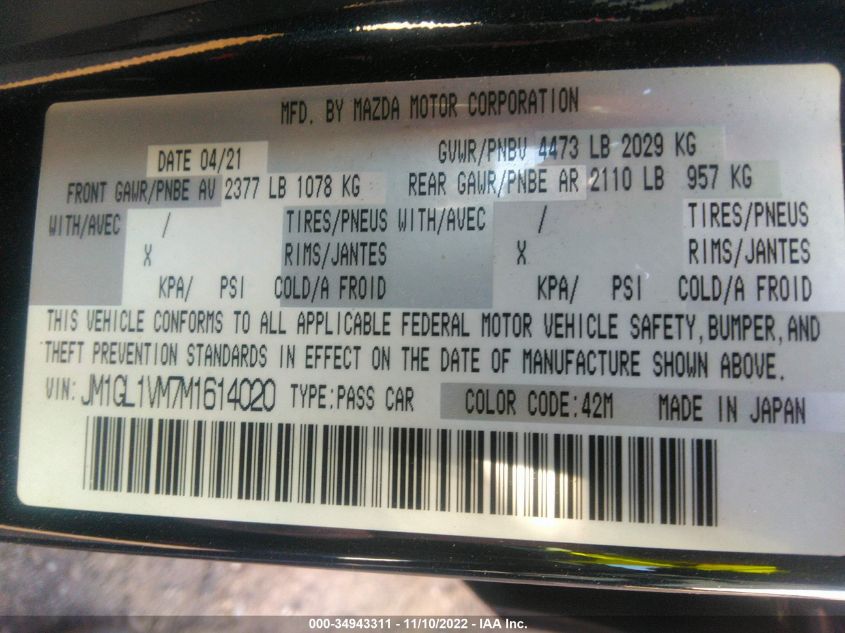 MFD. BY MAZDA MOTOR CORPORATION
DATE 04/21 GVWR/PNBV 4473 LB 2029 KG
FRONT GAWR/PNBE AV 2377 LB 1078 KG REAR GAWR/PNBE AR 2110 LB 957 KG
WITH/AVEC / TIRES/PNEUS WITH/AVEC / TIRES/PNEUS
X RIMS/JANTES X RIMS/JANTES
KPA/ PSI COLD/A FROID KPA/ PSI COLD/A FROID
THIS VEHICLE CONFORMS TO ALL APPLICABLE FEDERAL MOTOR VEHICLE SAFETY, BUMPER, AND
THEFT PREVENTION STANDARDS IN EFFECT ON THE DATE OF MANUFACTURE SHOWN ABOVE.
VIN: JM1GL1VM7M1614020 TYPE: PASS CAR COLOR CODE: 42M MADE IN JAPAN
000-34943311 - 11/10/2022 - IAA Inc.